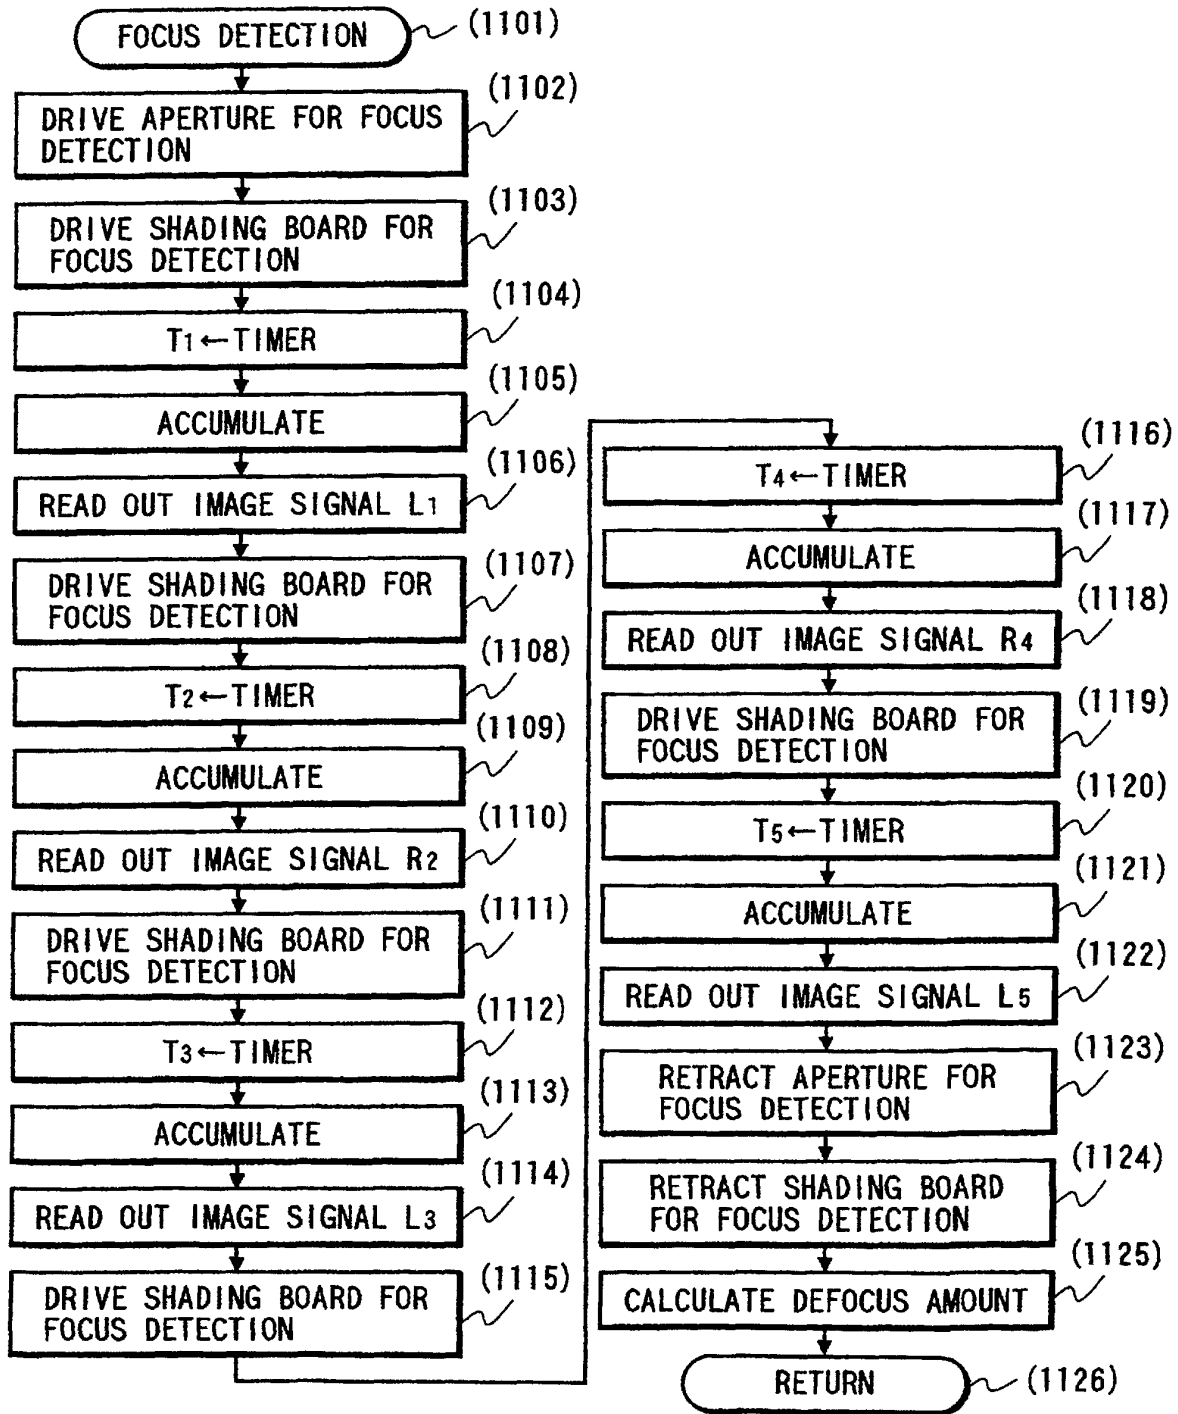 FOCUS DETECTION
(1101)
(1102)
DRIVE APERTURE FOR FOCUS
DETECTION
(1103)
DRIVE SHADING BOARD FOR
FOCUS DETECTION
(1104)
T1←TIMER
(1105)
ACCUMULATE
(1106)
READ OUT IMAGE SIGNAL L1
(1107)
DRIVE SHADING BOARD FOR
FOCUS DETECTION
(1108)
T2←TIMER
(1109)
ACCUMULATE
(1110)
READ OUT IMAGE SIGNAL R2
(1111)
DRIVE SHADING BOARD FOR
FOCUS DETECTION
(1112)
T3←TIMER
(1113)
ACCUMULATE
(1114)
READ OUT IMAGE SIGNAL L3
(1115)
DRIVE SHADING BOARD FOR
FOCUS DETECTION
(1116)
T4←TIMER
(1117)
ACCUMULATE
(1118)
READ OUT IMAGE SIGNAL R4
(1119)
DRIVE SHADING BOARD FOR
FOCUS DETECTION
(1120)
T5←TIMER
(1121)
ACCUMULATE
(1122)
READ OUT IMAGE SIGNAL L5
(1123)
RETRACT APERTURE FOR
FOCUS DETECTION
(1124)
RETRACT SHADING BOARD
FOR FOCUS DETECTION
(1125)
CALCULATE DEFOCUS AMOUNT
RETURN
(1126)